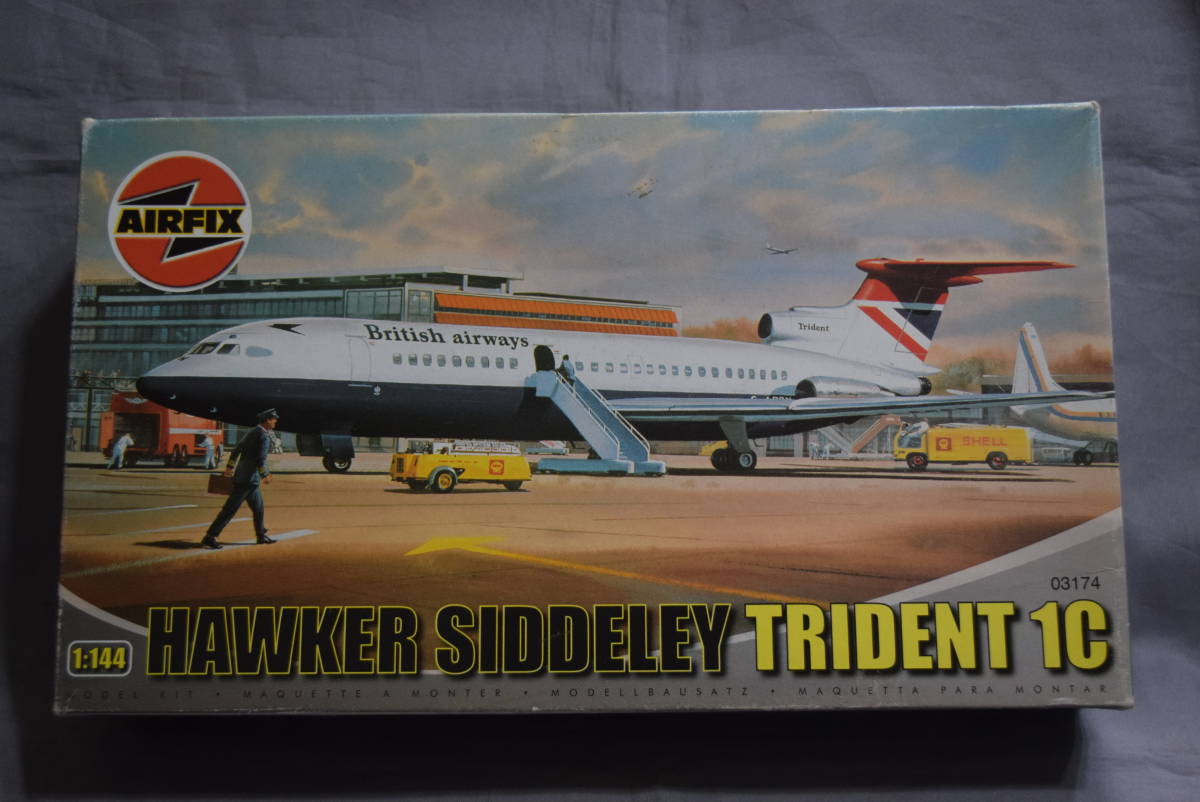 AIRFIX
British airways
Trident
SHELL
03174
1:144
HAWKER SIDDELEY TRIDENT 1C
MODEL KIT • MAQUETTE A MONTER • MODELLBAUSATZ • MAQUETTA PARA MONTAR